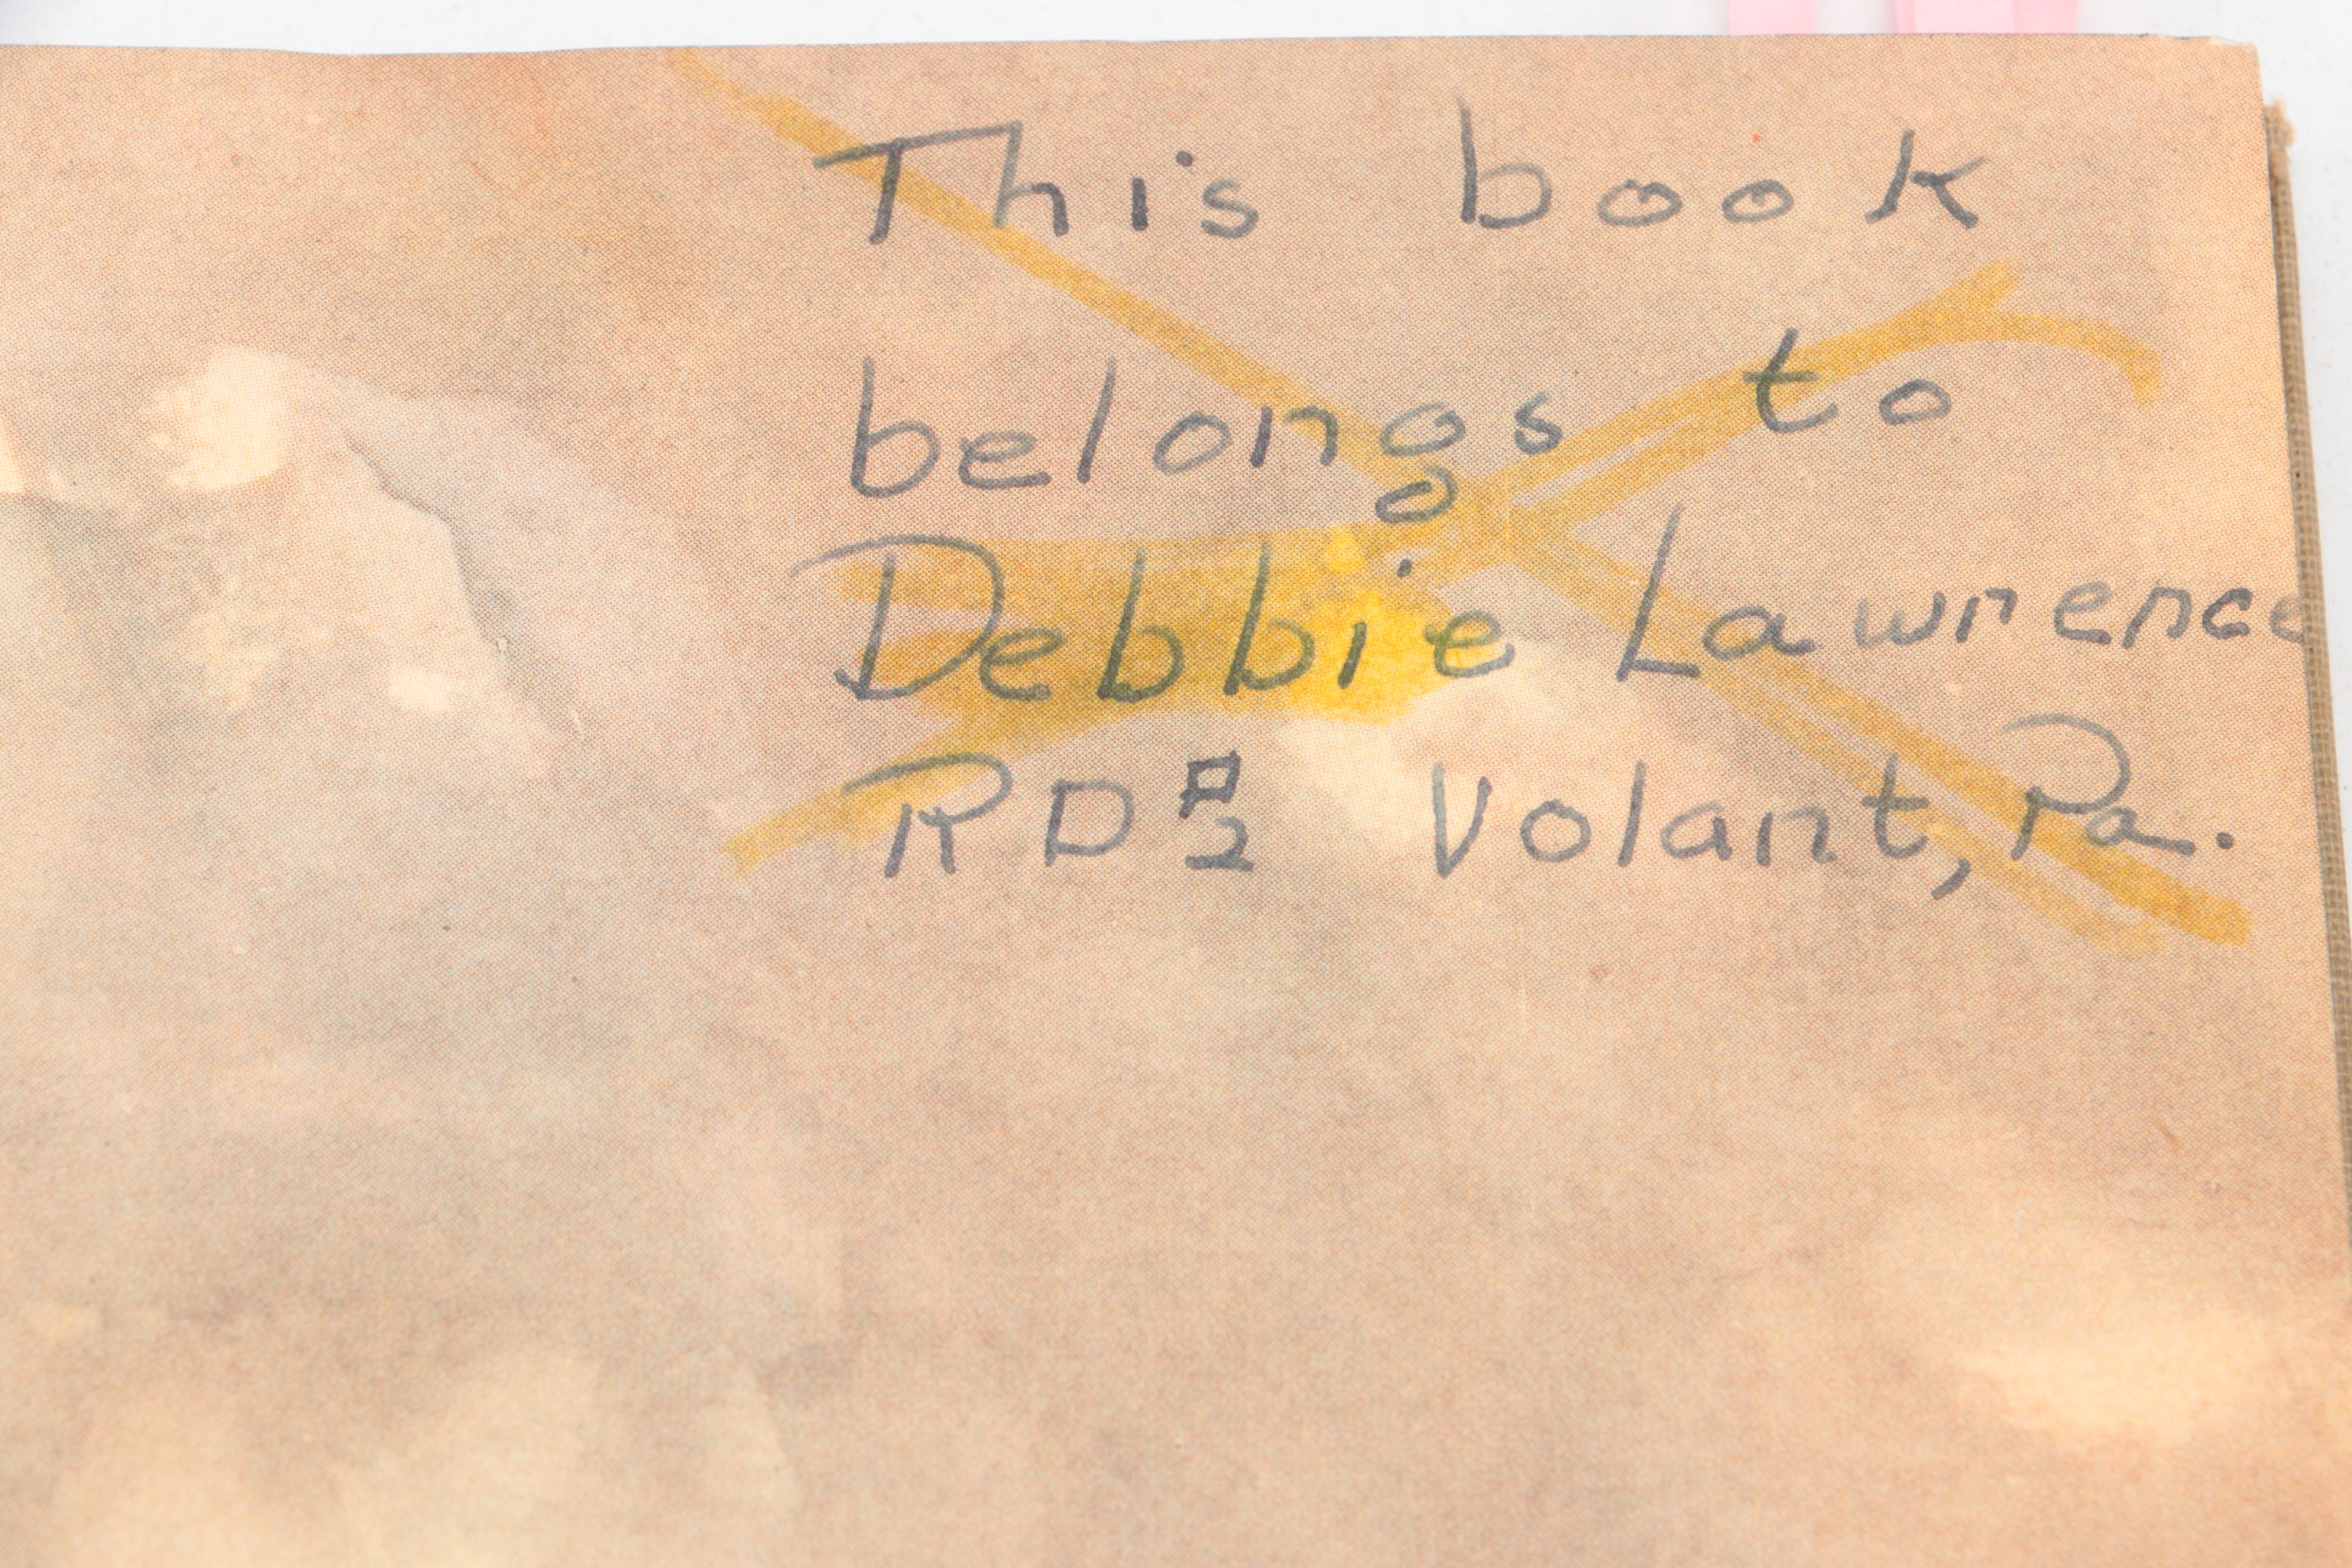 This book
belongs to
Debbie Lawrence
RD#2 Volant, Pa.